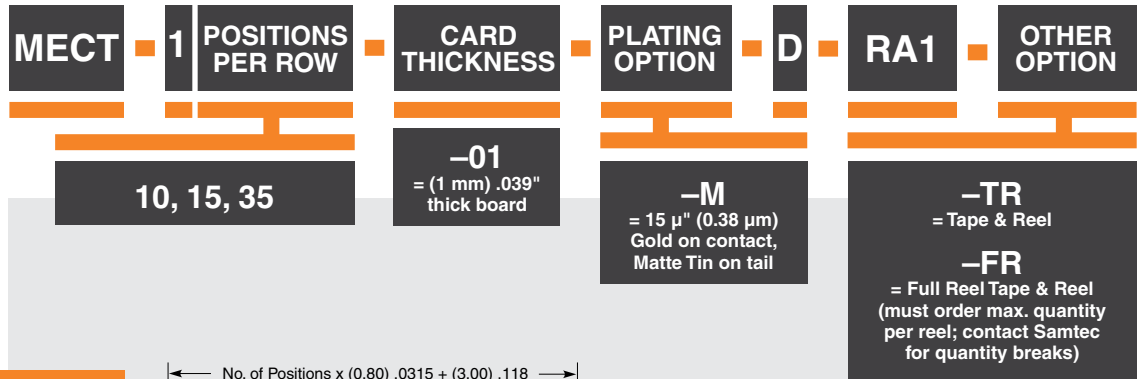 MECT
1
POSITIONS
PER ROW
CARD
THICKNESS
PLATING
OPTION
D
RA1
OTHER
OPTION
10, 15, 35
–01
= (1 mm) .039"
thick board
–M
= 15 µ" (0.38 µm)
Gold on contact,
Matte Tin on tail
–TR
= Tape & Reel
–FR
= Full Reel Tape & Reel
(must order max. quantity
per reel; contact Samtec
for quantity breaks)
No. of Positions x (0.80) .0315 + (3.00) .118